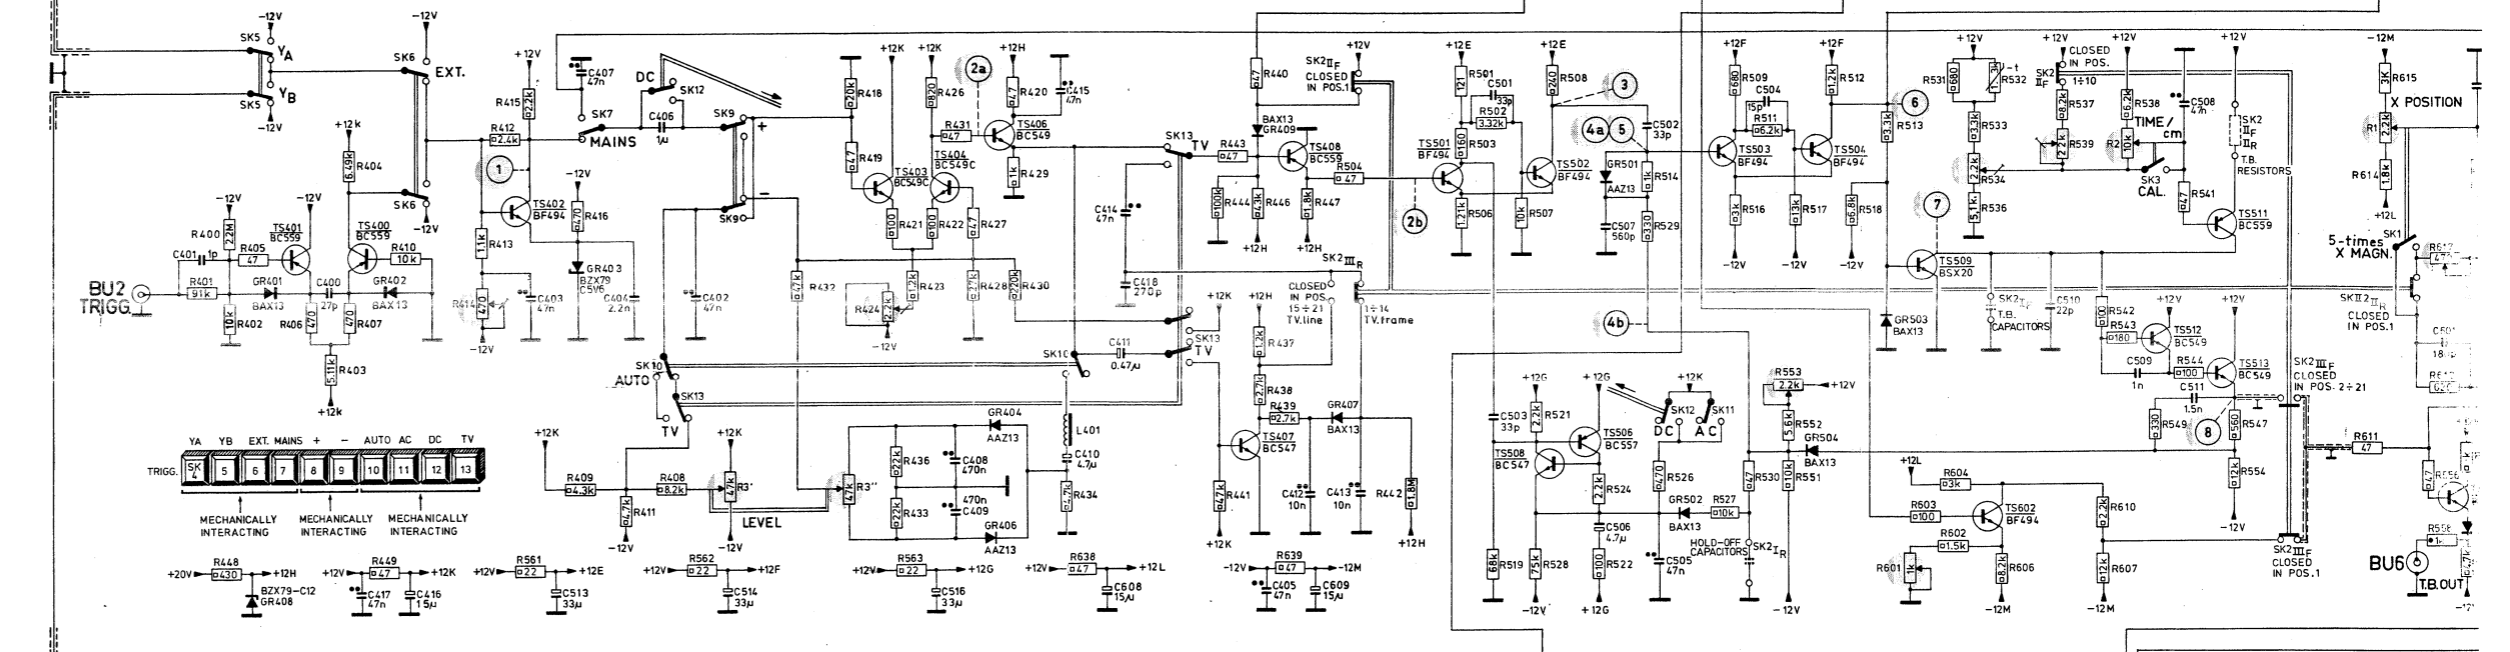 -12V
SK5
YA
YB
SK5
-12V
-12V
SK6
EXT.
SK6
-12V
+12k
6.49k
R404
-12V
R400
2.2M
C401
1p
R405
47
TS401
BC559
-12V
TS400
BC559
R410
10k
BU2
TRIGG.
R401
91k
GR401
BAX13
C400
27p
GR402
BAX13
10k
R402
R406
470
470
R407
5.11k
R403
+12k
+12V
R415
2.2k
R412
2.4k
1
TS402
BF494
-12V
470
R416
1.1k
R413
GR403
BZX79
C5V6
R414
470
-12V
C403
47n
C404
2.2n
C402
47n
C407
47n
SK7
MAINS
DC
SK12
C406
1µ
SK9
+
-
SK9
20k
R418
47
R419
+12K
+12K
820
R426
R431
47
2a
+12H
47
R420
C415
47n
TS406
BC549
TS403
BC549C
TS404
BC549C
1k
R429
100
R421
100
R422
47
R427
47k
R432
R424
2.2k
-12V
R423
R428
220k
R430
SK10
AUTO
SK13
TV
SK10
C411
0.47µ
SK13
TV
SK13
TV
C414
47n
C418
270p
R443
47
47
R440
BAX13
GR409
SK2IIF
CLOSED
IN POS.1
+12V
TS408
BC559
R504
47
100k
R444
43k
R446
1.8k
R447
+12H
+12H
2b
SK2IIIR
CLOSED
IN POS.
15÷21
TV.line
1÷14
TV.frame
+12K
+12H
1.2k
R437
2.7k
R438
R439
2.7k
GR407
BAX13
TS407
BC547
47k
R441
+12K
C412
10n
C413
10n
R442
1.8M
+12H
+12E
121
R501
C501
33p
R502
3.32k
160
R503
TS501
BF494
1.21k
R506
10k
R507
+12E
240
R508
TS502
BF494
3
4a
5
C502
33p
GR501
AAZ13
1k
R514
C507
560p
330
R529
4b
+12F
680
R509
C504
15p
R511
6.2k
TS503
BF494
3k
R516
-12V
+12F
1.2k
R512
TS504
BF494
13k
R517
-12V
6.8k
R518
-12V
6
3.3k
R513
7
TS509
BSX20
GR503
BAX13
+12V
R531
680
-t
1.3k
R532
3.3k
R533
2.2k
R534
5.1k
R536
+12V
CLOSED
IN POS.
1÷10
SK2
IIF
8.2k
R537
2.2k
R539
+12V
6.2k
R538
TIME/
cm
R2
10k
SK3
CAL.
C508
47n
47
R541
+12V
SK2
IIF
IIR
T.B.
RESISTORS
TS511
BC559
SK2
T.B.
CAPACITORS
C510
22p
100
R542
R543
180
+12V
TS512
BC549
C509
1n
R544
100
+12V
TS513
BC549
C511
1.5n
330
R549
8
560
R547
12k
R554
-12V
SK2IIIF
CLOSED
IN POS. 2÷21
-12M
3K
R615
X POSITION
R1
2.2k
R614
1.8k
+12L
SK1
5-times
X MAGN.
SKII2IIR
CLOSED
IN POS.1
R611
47
YA YB EXT. MAINS + - AUTO AC DC TV
TRIGG.
SK
4 5 6 7 8 9 10 11 12 13
MECHANICALLY
INTERACTING
MECHANICALLY
INTERACTING
MECHANICALLY
INTERACTING
+12K
R409
4.3k
4.7k
R411
-12V
R408
8.2k
+12K
47k
R3'
-12V
LEVEL
47k
R3''
22k
R436
22k
R433
C408
470n
470n
C409
GR404
AAZ13
GR406
AAZ13
L401
C410
4.7µ
4.7k
R434
C503
33p
68k
R519
+12G
2.2k
R521
TS508
BC547
75k
R528
-12V
+12G
TS506
BC557
2.2k
R524
C506
4.7µ
100
R522
+12G
+12K
SK12
DC
SK11
AC
470
R526
GR502
BAX13
R527
10k
C505
47n
HOLD-OFF
CAPACITORS
SK2IR
470
R530
R553
2.2k
+12V
5.6k
R552
GR504
BAX13
10k
R551
-12V
+12L
R604
3k
R603
100
TS602
BF494
R602
1.5k
R601
1k
8.2k
R606
-12M
2.2k
R610
12k
R607
-12M
SK2IIIF
CLOSED
IN POS.1
BU6
T.B.OUT
+20V
R448
430
+12H
BZX79-C12
GR408
+12V
R449
47
+12K
C417
47n
C416
15µ
+12V
R561
22
+12E
C513
33µ
+12V
R562
22
+12F
C514
33µ
+12V
R563
22
+12G
C516
33µ
+12V
R638
47
+12L
C608
15µ
-12V
R639
47
-12M
C405
47n
C609
15µ